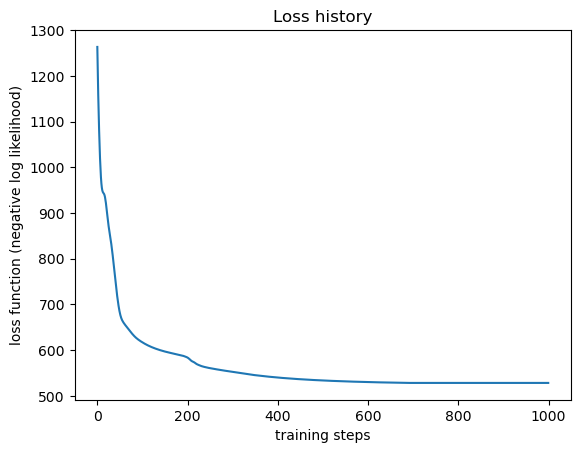 Loss history
loss function (negative log likelihood)
1300
1200
1100
1000
900
800
700
600
500
0 200 400 600 800 1000
training steps